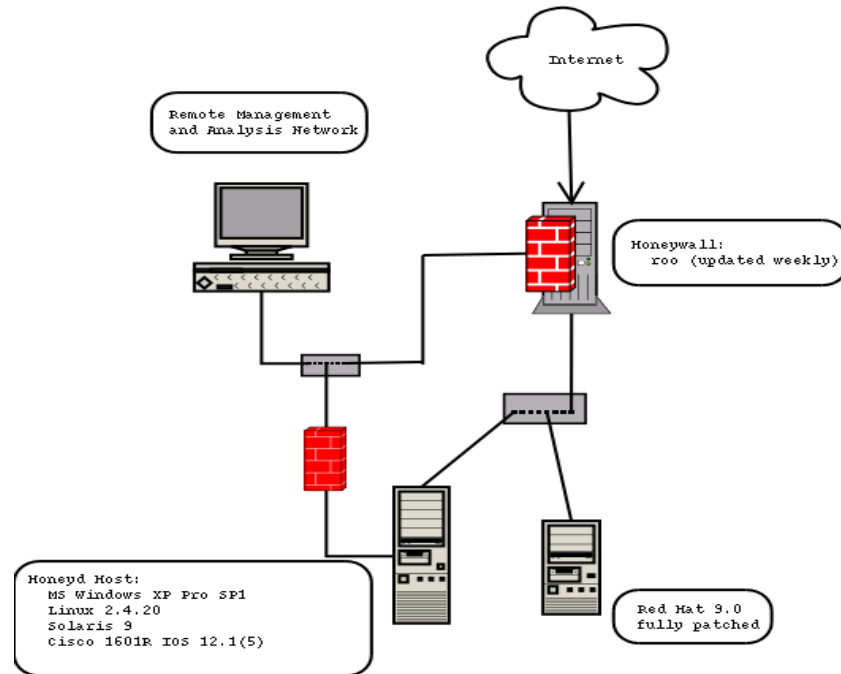 Internet
Remote Management
and Analysis Network
Honeywall:
roo (updated weekly)
Honeyd Host:
MS Windows XP Pro SP1
Linux 2.4.20
Solaris 9
Cisco 1601R IOS 12.1(5)
Red Hat 9.0
fully patched